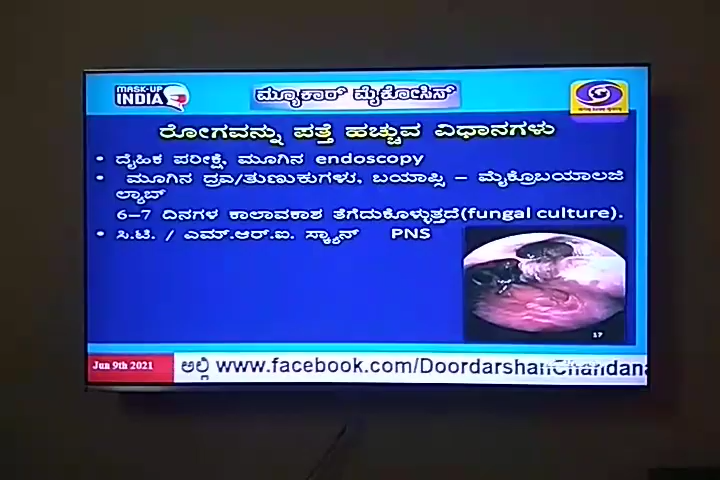 MASK-UP
INDIA
ಮ್ಯೂಕಾರ್ ಮೈಕೋಸಿಸ್
ರೋಗವನ್ನು ಪತ್ತೆ ಹಚ್ಚುವ ವಿಧಾನಗಳು
• ದೈಹಿಕ ಪರೀಕ್ಷೆ, ಮೂಗಿನ endoscopy
• ಮೂಗಿನ ದ್ರವ/ತುಣುಕುಗಳು, ಬಯಾಪ್ಸಿ – ಮೈಕ್ರೊಬಯಾಲಜಿ
ಲ್ಯಾಬ್
6-7 ದಿನಗಳ ಕಾಲಾವಕಾಶ ತೆಗೆದುಕೊಳ್ಳುತ್ತದೆ(fungal culture).
• ಸಿ.ಟಿ. / ಎಮ್.ಆರ್.ಐ. ಸ್ಕ್ಯಾನ್ PNS
17
Jun 9th 2021
ಅಲ್ಲಿ www.facebook.com/DoordarshanChandana